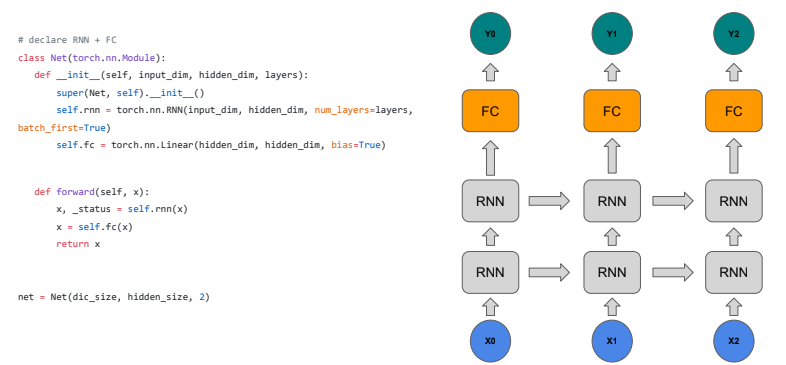 # declare RNN + FC
class Net(torch.nn.Module):
    def __init__(self, input_dim, hidden_dim, layers):
        super(Net, self).__init__()
        self.rnn = torch.nn.RNN(input_dim, hidden_dim, num_layers=layers,
batch_first=True)
        self.fc = torch.nn.Linear(hidden_dim, hidden_dim, bias=True)
    def forward(self, x):
        x, _status = self.rnn(x)
        x = self.fc(x)
        return x
net = Net(dic_size, hidden_size, 2)
Y0 Y1 Y2
FC FC FC
RNN RNN RNN
RNN RNN RNN
X0 X1 X2